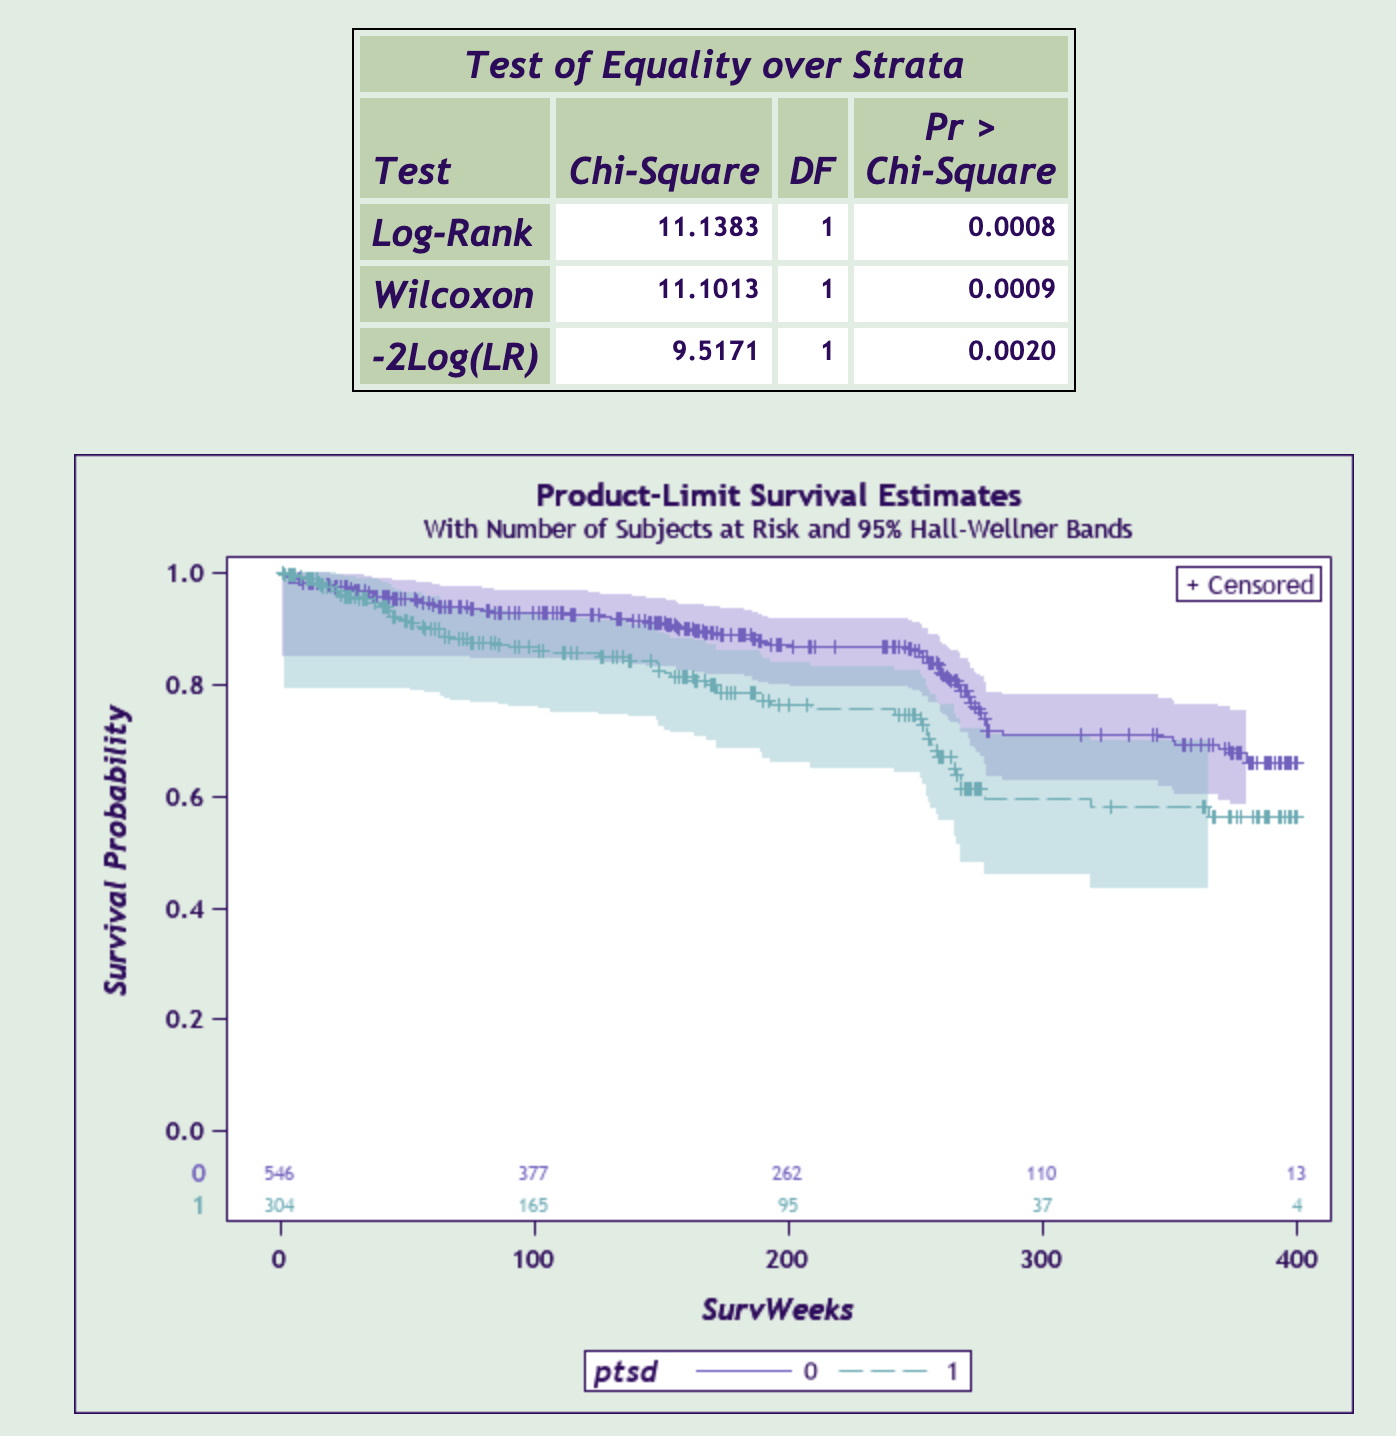 Test of Equality over Strata
Test Chi-Square DF Pr > Chi-Square
Log-Rank 11.1383 1 0.0008
Wilcoxon 11.1013 1 0.0009
-2Log(LR) 9.5171 1 0.0020
Product-Limit Survival Estimates
With Number of Subjects at Risk and 95% Hall-Wellner Bands
+ Censored
1.0
0.8
0.6
0.4
0.2
0.0
Survival Probability
0 546 377 262 110 13
1 304 165 95 37 4
0 100 200 300 400
SurvWeeks
ptsd 0 1